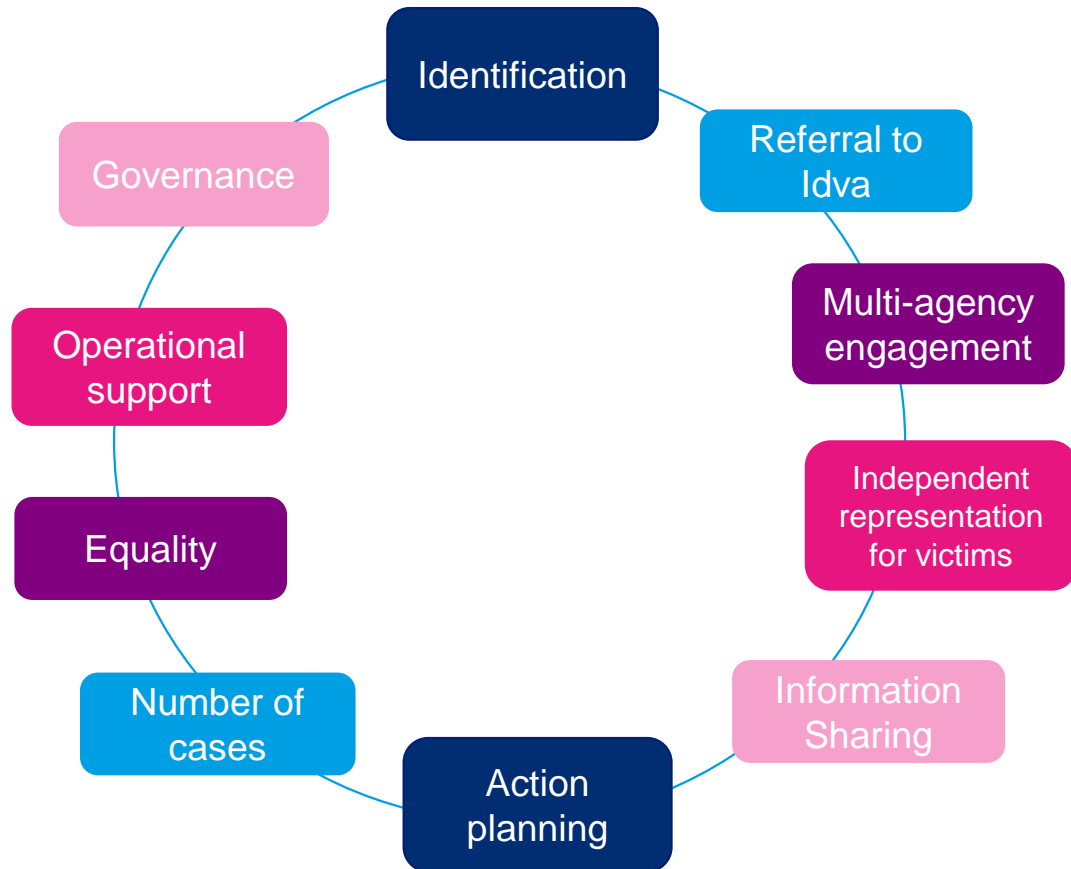 Identification
Referral to
Idva
Multi-agency
engagement
Independent
representation
for victims
Information
Sharing
Action
planning
Number of
cases
Equality
Operational
support
Governance